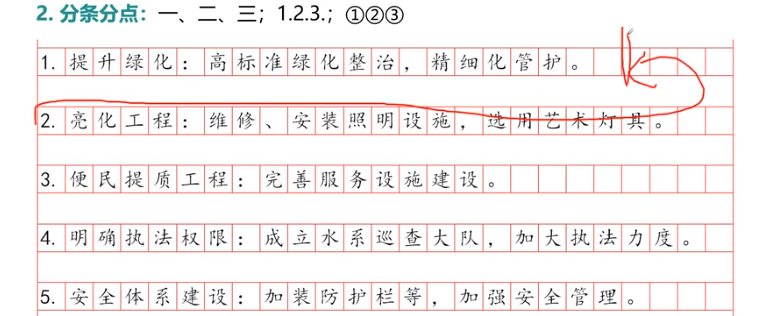 2. 分条分点：一、二、三；1.2.3.；①②③
1. 提升绿化：高标准绿化整治，精细化管护。
2. 亮化工程：维修、安装照明设施，选用艺术灯具。
3. 便民提质工程：完善服务设施建设。
4. 明确执法权限：成立水系巡查大队，加大执法力度。
5. 安全体系建设：加装防护栏等，加强安全管理。